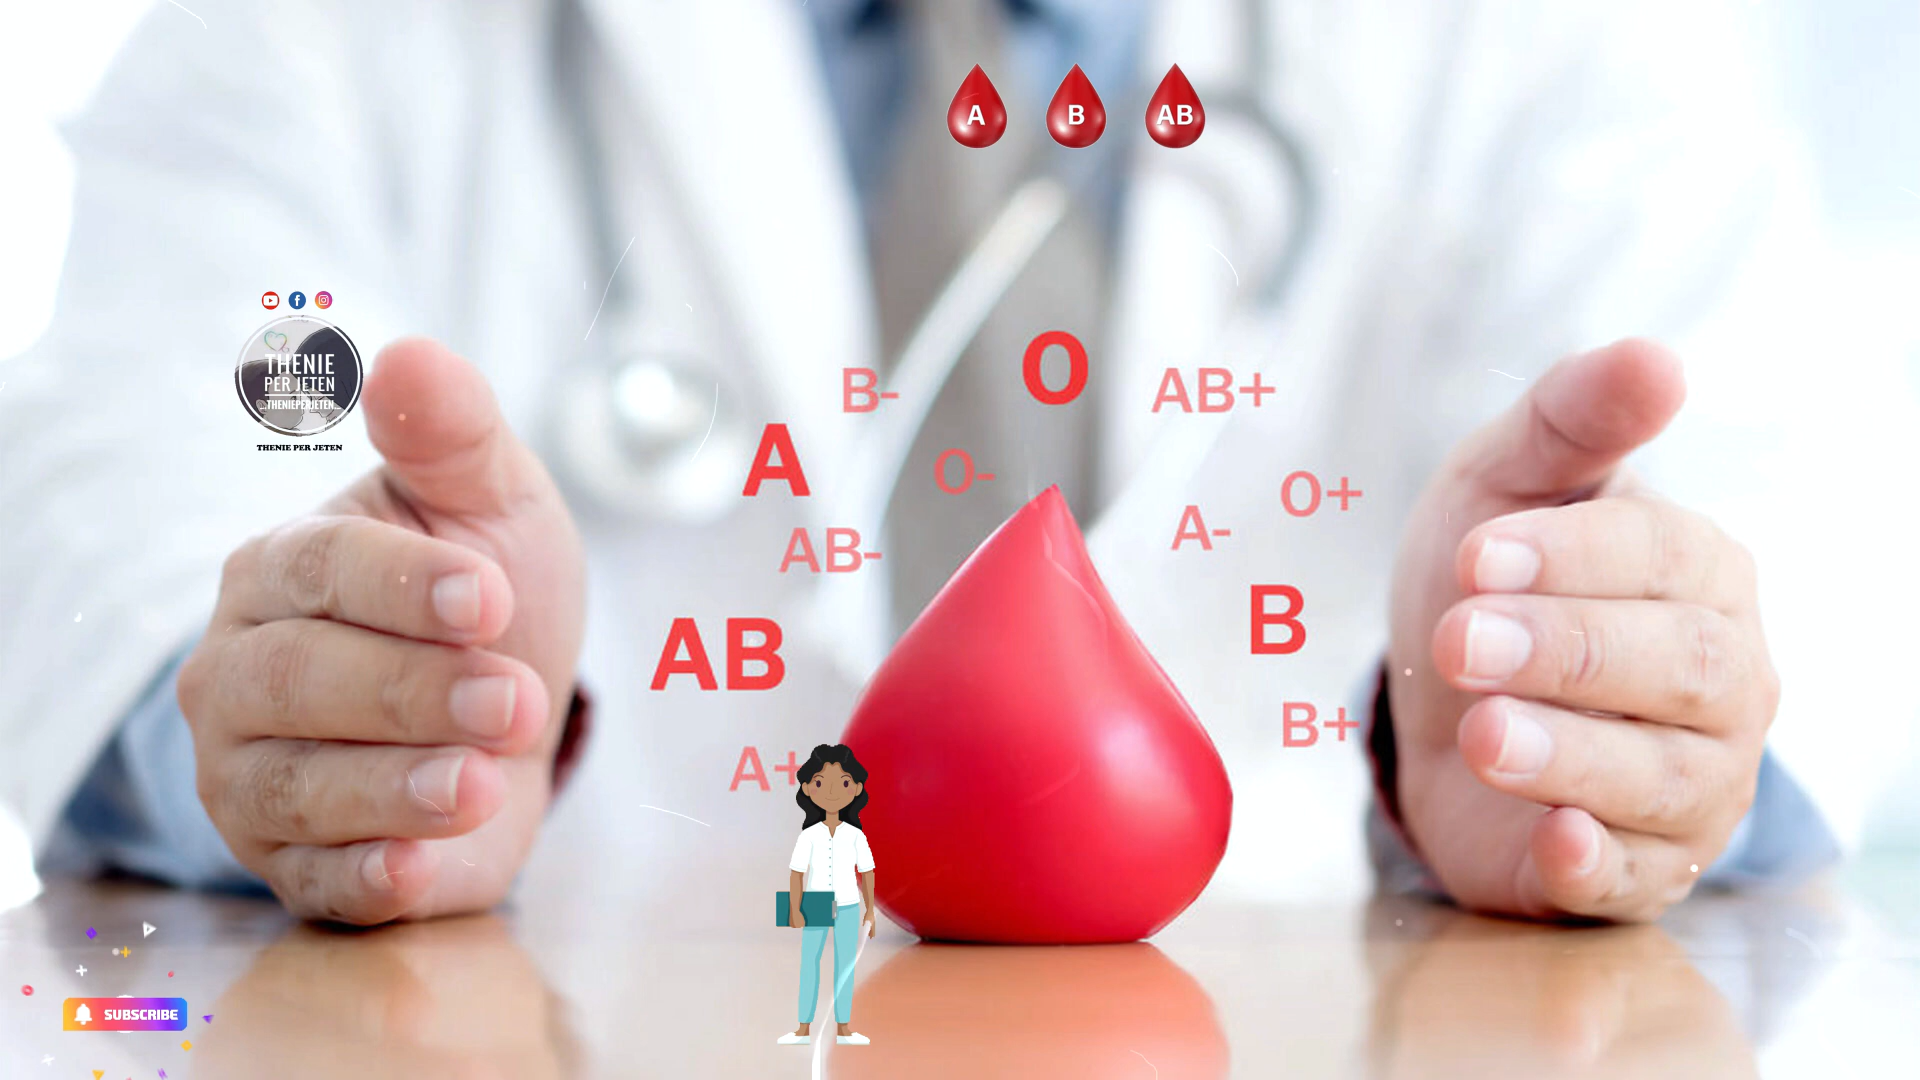 A B AB
THENIE
PER JETEN
...THENIEPERJETEN...
THENIE PER JETEN
O
B-
AB+
A
O-
O+
A-
AB-
B
AB
B+
A+
SUBSCRIBE